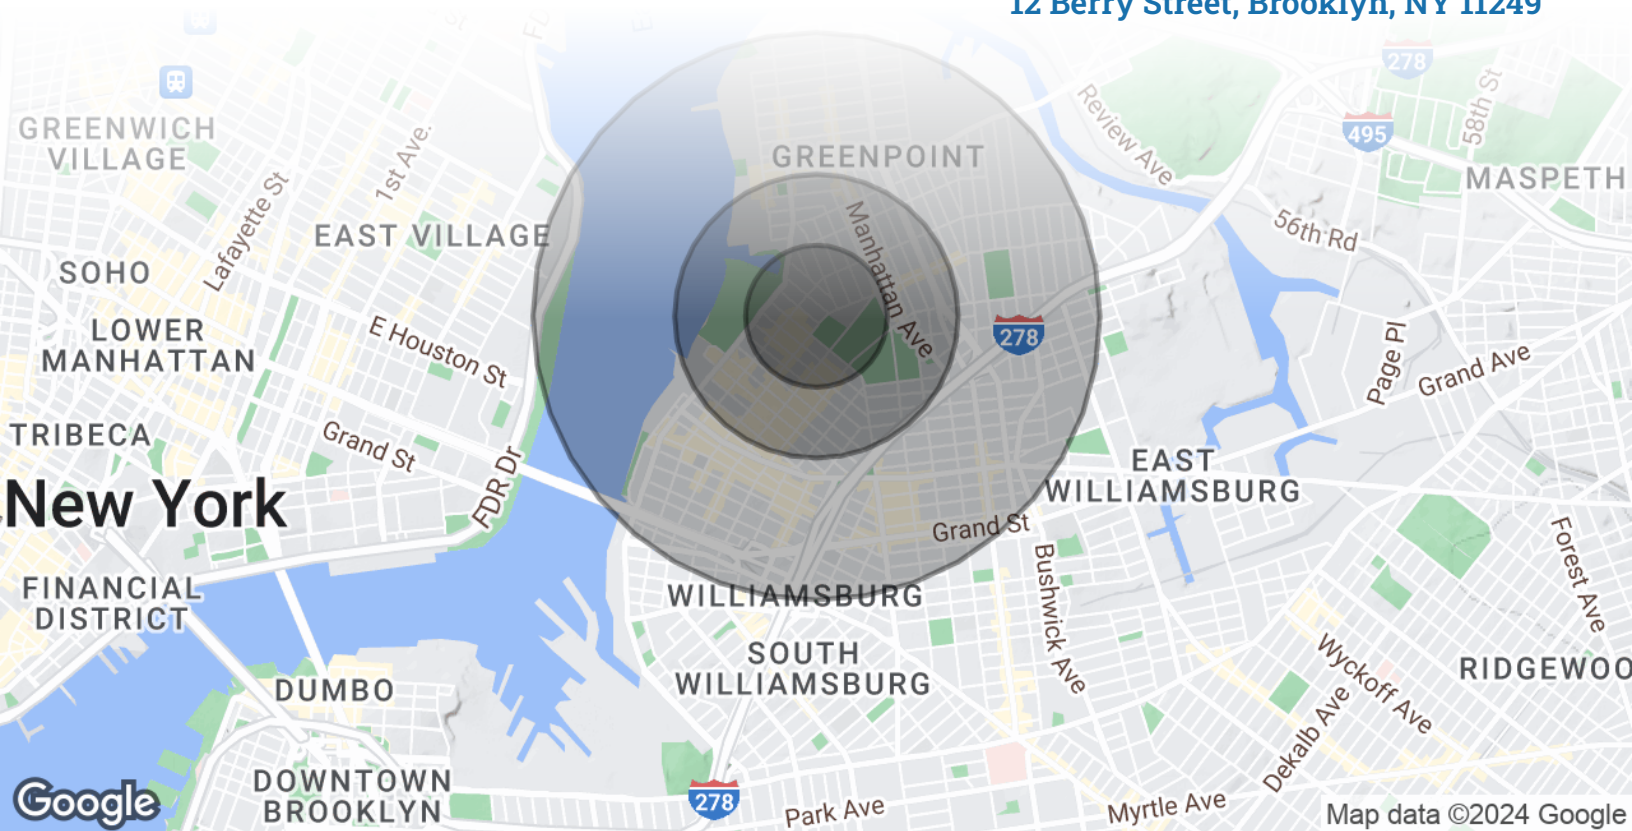 12 Berry Street, Brooklyn, NY 11249
278
495
58th St
Review Ave
GREENWICH
VILLAGE
1st Ave.
GREENPOINT
MASPETH
Lafayette St
EAST VILLAGE
Manhattan Ave
56th Rd
SOHO
LOWER
MANHATTAN
E Houston St
278
Page Pl
Grand Ave
TRIBECA
Grand St
FDR Dr
EAST
WILLIAMSBURG
New York
Grand St
Forest Ave
FINANCIAL
DISTRICT
WILLIAMSBURG
Bushwick Ave
SOUTH
WILLIAMSBURG
Wyckoff Ave
RIDGEWOO
DUMBO
Dekalb Ave
DOWNTOWN
BROOKLYN
278
Park Ave
Myrtle Ave
Google
Map data ©2024 Google